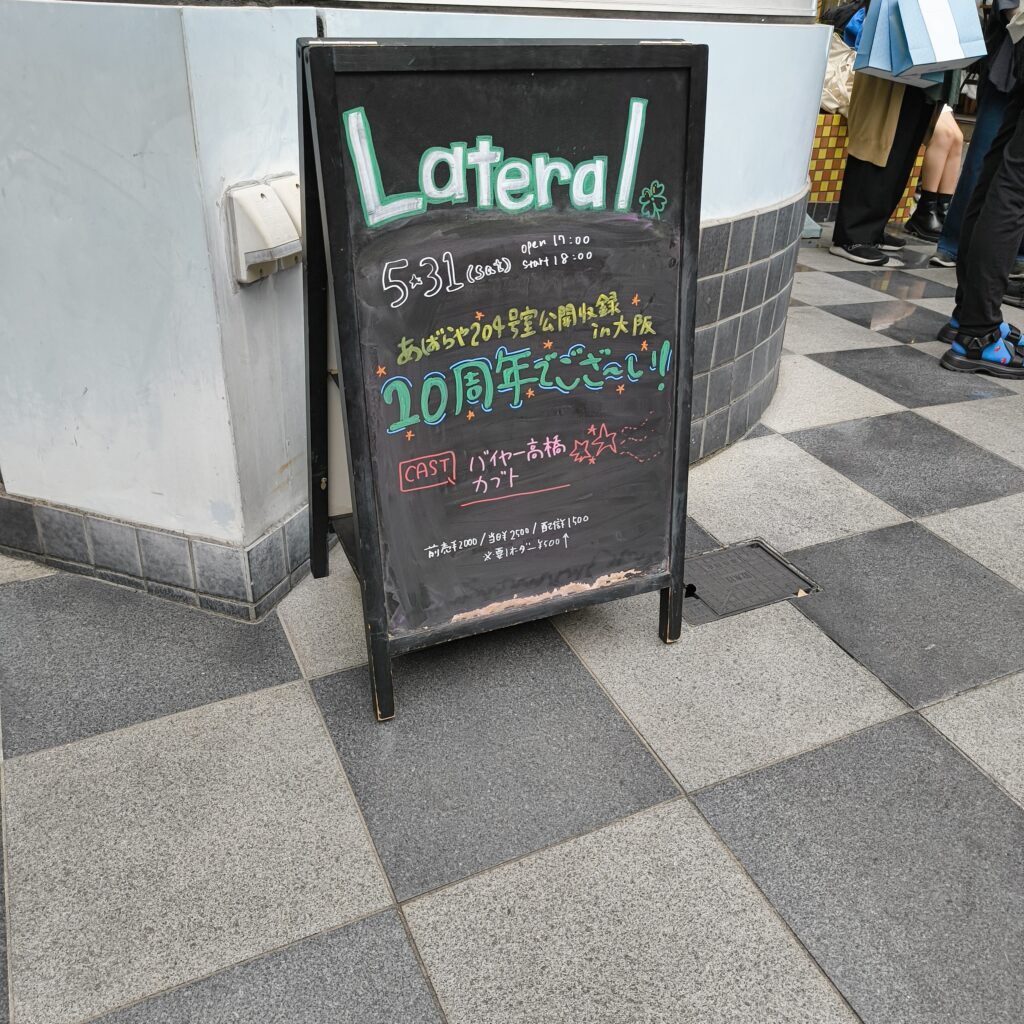 Lateral
5★31(Sat) open 17:00
start 18:00
あばらや204号室公開収録
in大阪
20周年でござ〜い!!
CAST バイヤー高橋
カブト
前売¥2000/当日¥2500/配信¥1500
※要1オーダー¥500↑